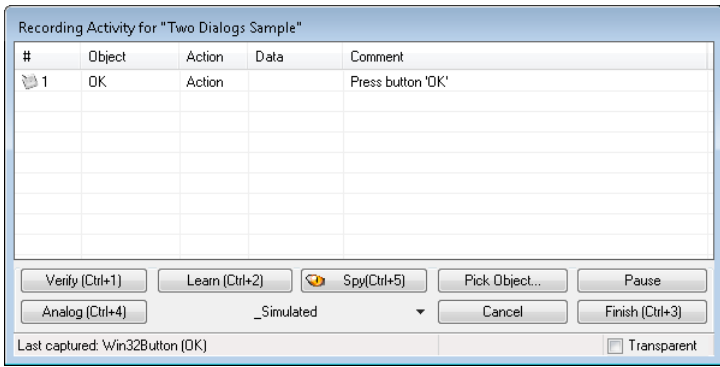 Recording Activity for "Two Dialogs Sample"
# Object Action Data Comment
1 OK Action Press button 'OK'
Verify (Ctrl+1) Learn (Ctrl+2) Spy(Ctrl+5) Pick Object... Pause
Analog (Ctrl+4) _Simulated Cancel Finish (Ctrl+3)
Last captured: Win32Button (OK) Transparent